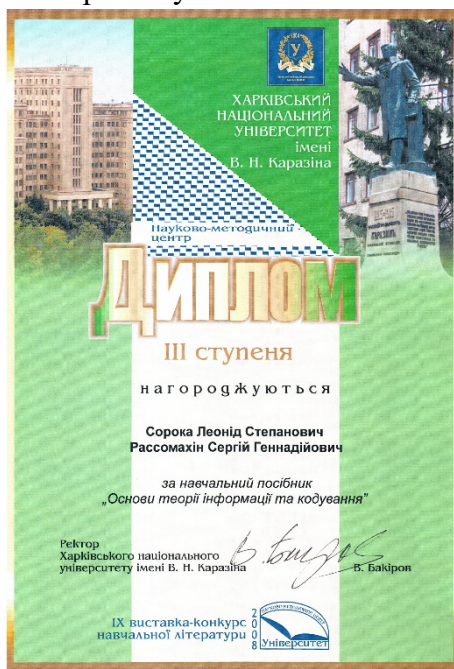 ХАРКІВСЬКИЙ
НАЦІОНАЛЬНИЙ
УНІВЕРСИТЕТ
імені
В. Н. Каразіна
Науково-методичний
центр
Диплом
III ступеня
нагороджуються
Сорока Леонід Степанович
Рассомахін Сергій Геннадійович
за навчальний посібник
„Основи теорії інформації та кодування”
Ректор
Харківського національного
університету імені В. Н. Каразіна
В. Бакіров
IX виставка-конкурс
навчальної літератури
2008
Університет